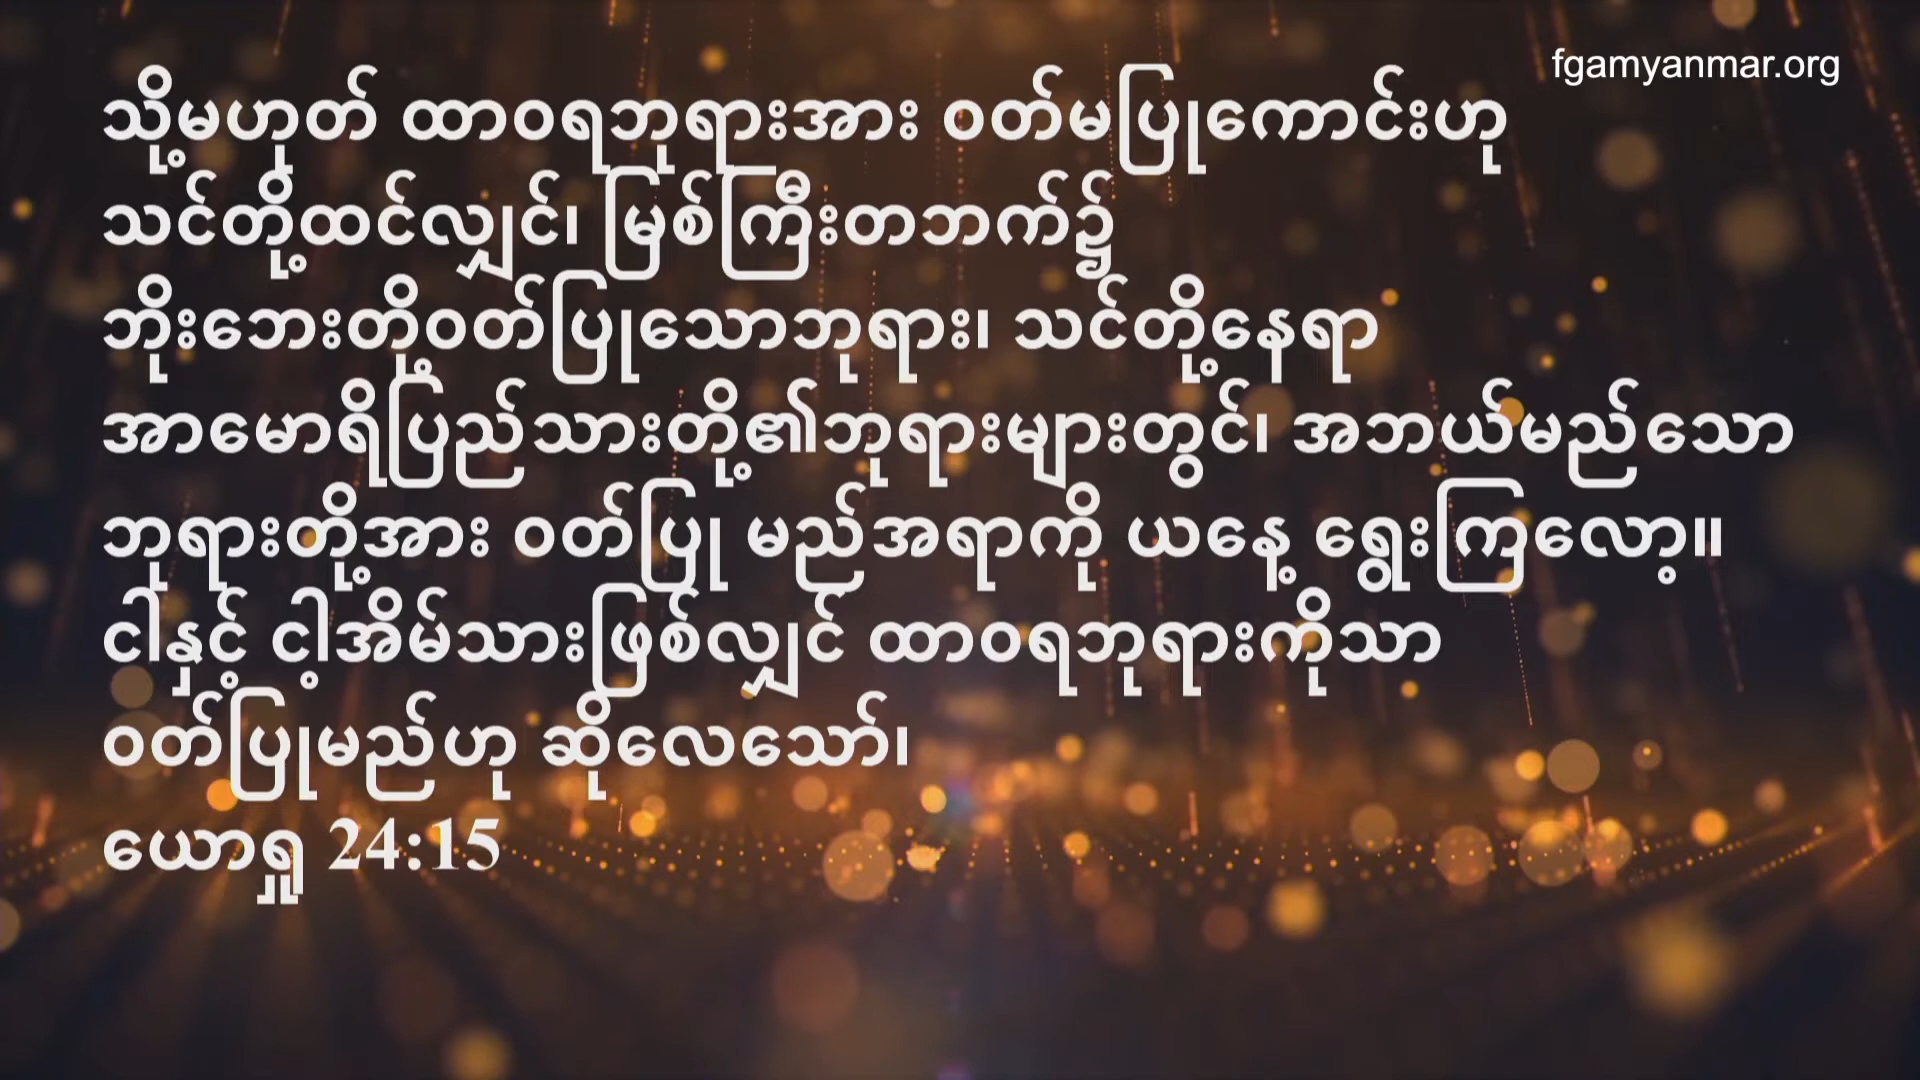 fgamyanmar.org
သို့မဟုတ် ထာဝရဘုရားအား ဝတ်မပြုကောင်းဟု
သင်တို့ထင်လျှင်၊ မြစ်ကြီးတဘက်၌
ဘိုးဘေးတို့ဝတ်ပြုသောဘုရား၊ သင်တို့နေရာ
အာမောရိပြည်သားတို့၏ဘုရားများတွင်၊ အဘယ်မည်သော
ဘုရားတို့အား ဝတ်ပြု မည်အရာကို ယနေ့ ရွေးကြလော့။
ငါနှင့် ငါ့အိမ်သားဖြစ်လျှင် ထာဝရဘုရားကိုသာ
ဝတ်ပြုမည်ဟု ဆိုလေသော်၊
ယောရှု 24:15